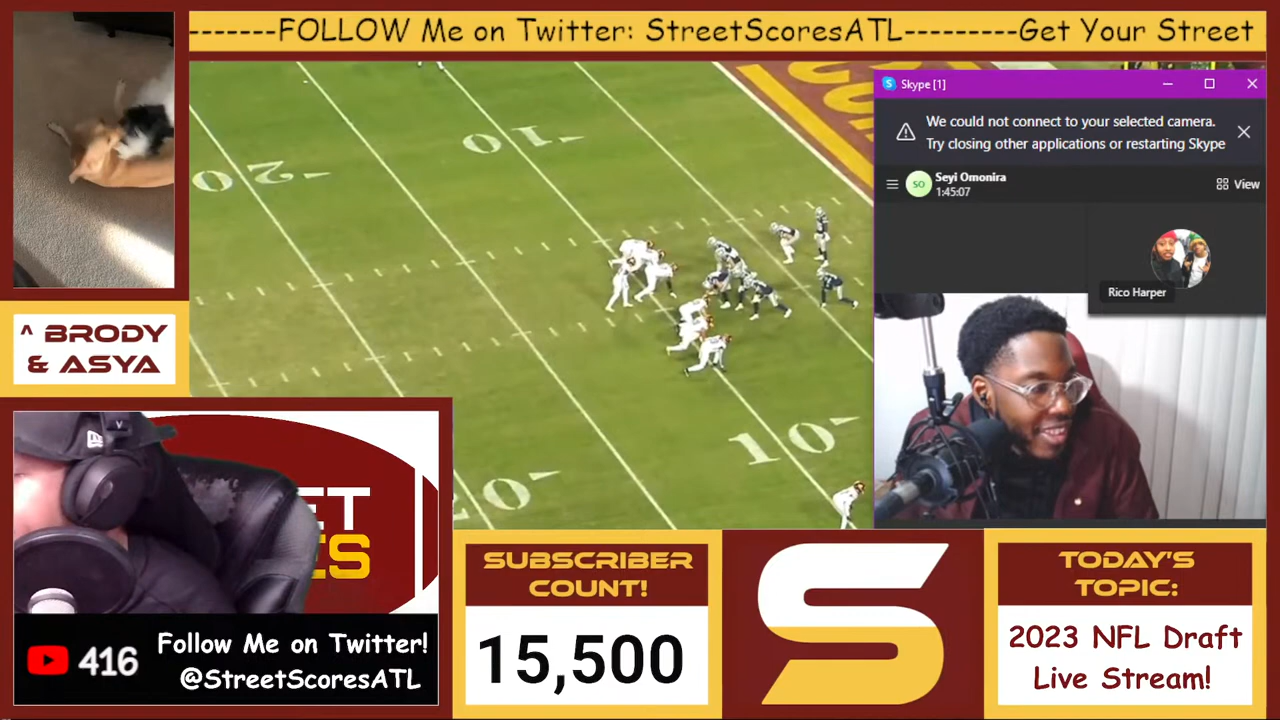 -------FOLLOW Me on Twitter: StreetScoresATL---------Get Your Street
Skype [1]
We could not connect to your selected camera.
Try closing other applications or restarting Skype
SO
Seyi Omonira
1:45:07
View
Rico Harper
20
10
10
20
^ BRODY
& ASYA
416
Follow Me on Twitter!
@StreetScoresATL
SUBSCRIBER
COUNT!
15,500
S
TODAY'S
TOPIC:
2023 NFL Draft
Live Stream!